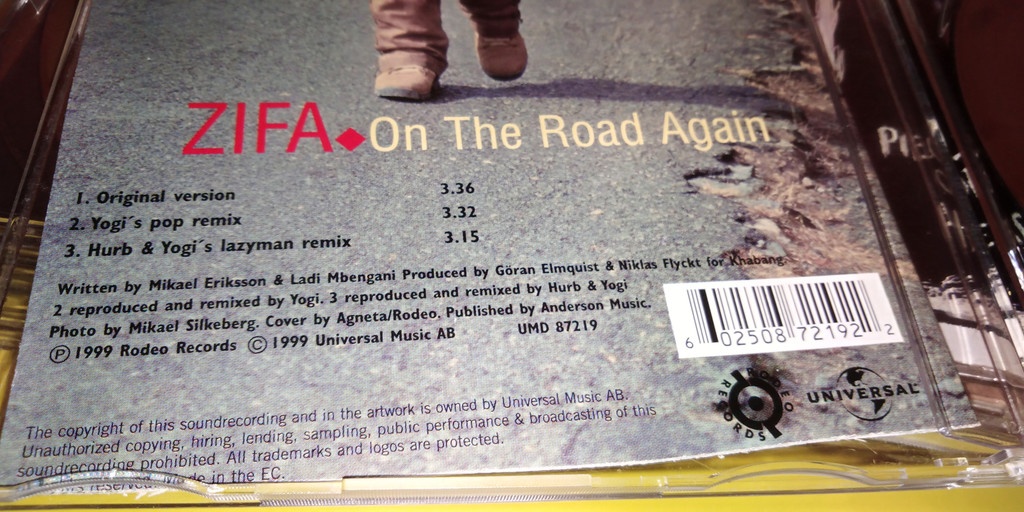 ZIFA On The Road Again
1. Original version 3.36
2. Yogi´s pop remix 3.32
3. Hurb & Yogi´s lazyman remix 3.15
Written by Mikael Eriksson & Ladi Mbengani Produced by Göran Elmquist & Niklas Flyckt for Khabang.
2 reproduced and remixed by Yogi. 3 reproduced and remixed by Hurb & Yogi
Photo by Mikael Silkeberg. Cover by Agneta/Rodeo. Published by Anderson Music.
Ⓟ 1999 Rodeo Records © 1999 Universal Music AB UMD 87219
6 02508 72192 2
RODEO RECORDS
UNIVERSAL
The copyright of this soundrecording and in the artwork is owned by Universal Music AB.
Unauthorized copying, hiring, lending, sampling, public performance & broadcasting of this
soundrecording prohibited. All trademarks and logos are protected.
in the EC.